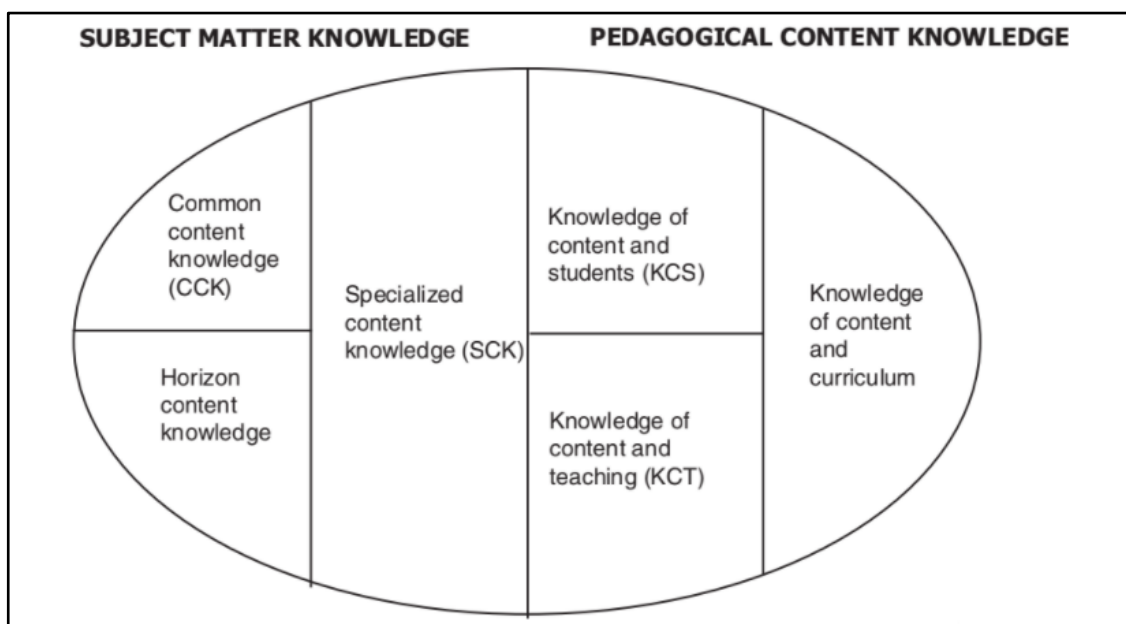 SUBJECT MATTER KNOWLEDGE
PEDAGOGICAL CONTENT KNOWLEDGE
Common
content
knowledge
(CCK)
Horizon
content
knowledge
Specialized
content
knowledge (SCK)
Knowledge of
content and
students (KCS)
Knowledge of
content and
teaching (KCT)
Knowledge
of content
and
curriculum